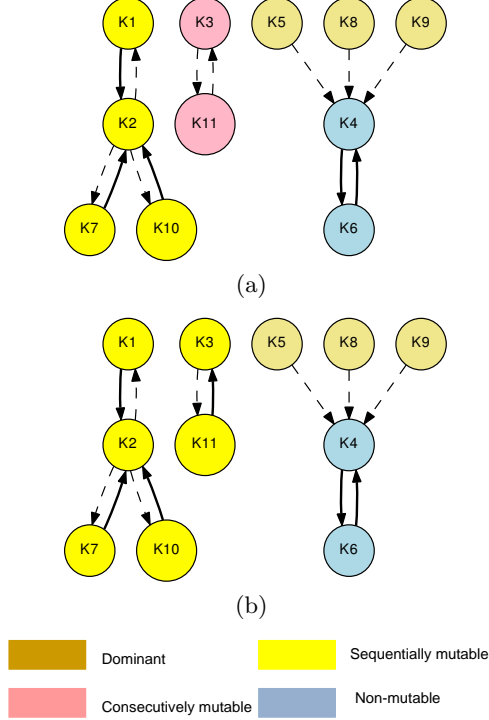 K1 K3 K5 K8 K9
K2 K11 K4
K7 K10 K6
(a)
K1 K3 K5 K8 K9
K2 K11 K4
K7 K10 K6
(b)
Dominant Sequentially mutable
Consecutively mutable Non-mutable